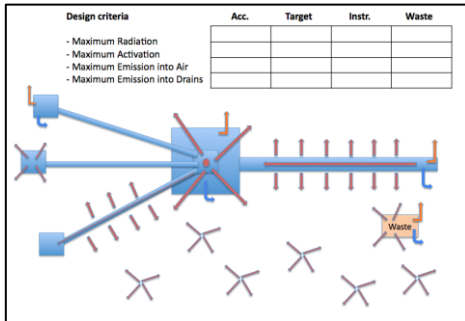 Design criteria Acc. Target Instr. Waste
- Maximum Radiation
- Maximum Activation
- Maximum Emission into Air
- Maximum Emission into Drains
Waste